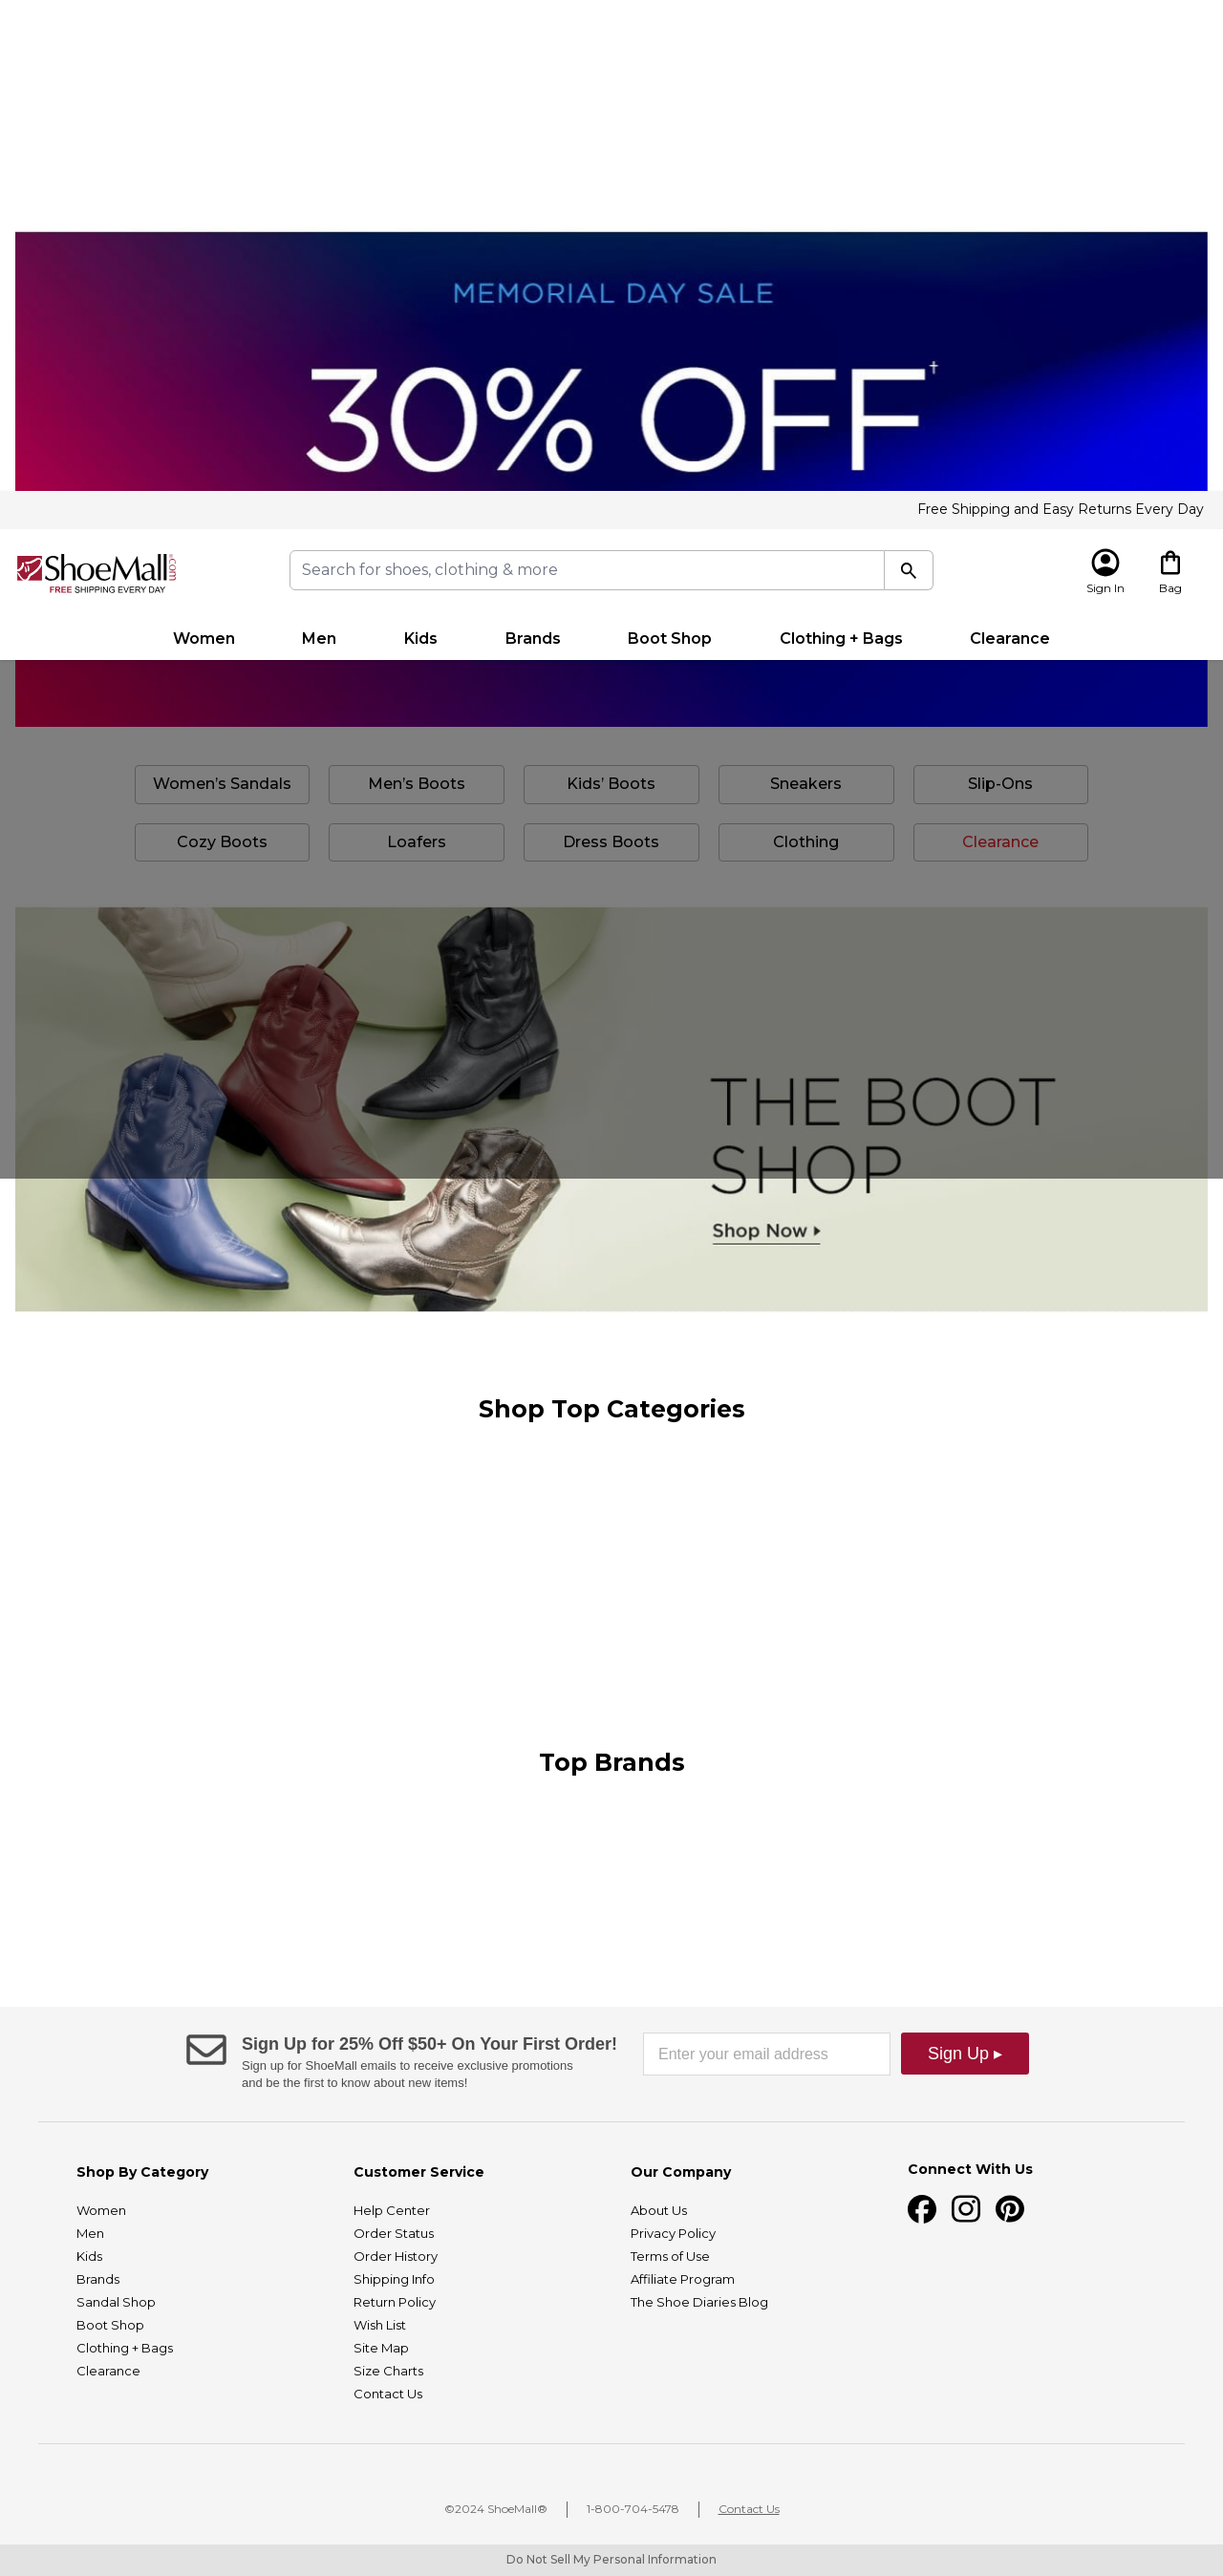 MEMORIAL DAY SALE
30% OFF†
Free Shipping and Easy Returns Every Day
ShoeMall.com
FREE SHIPPING EVERY DAY
Search for shoes, clothing & more
Sign In
Bag
Women Men Kids Brands Boot Shop Clothing + Bags Clearance
Women’s Sandals Men’s Boots Kids’ Boots Sneakers Slip-Ons
Cozy Boots Loafers Dress Boots Clothing Clearance
THE BOOT
SHOP
Shop Now
Shop Top Categories
Top Brands
Sign Up for 25% Off $50+ On Your First Order!
Sign up for ShoeMall emails to receive exclusive promotions
and be the first to know about new items!
Enter your email address
Sign Up ▸
Shop By Category
Women
Men
Kids
Brands
Sandal Shop
Boot Shop
Clothing + Bags
Clearance
Customer Service
Help Center
Order Status
Order History
Shipping Info
Return Policy
Wish List
Site Map
Size Charts
Contact Us
Our Company
About Us
Privacy Policy
Terms of Use
Affiliate Program
The Shoe Diaries Blog
Connect With Us
©2024 ShoeMall® | 1-800-704-5478 | Contact Us
Do Not Sell My Personal Information